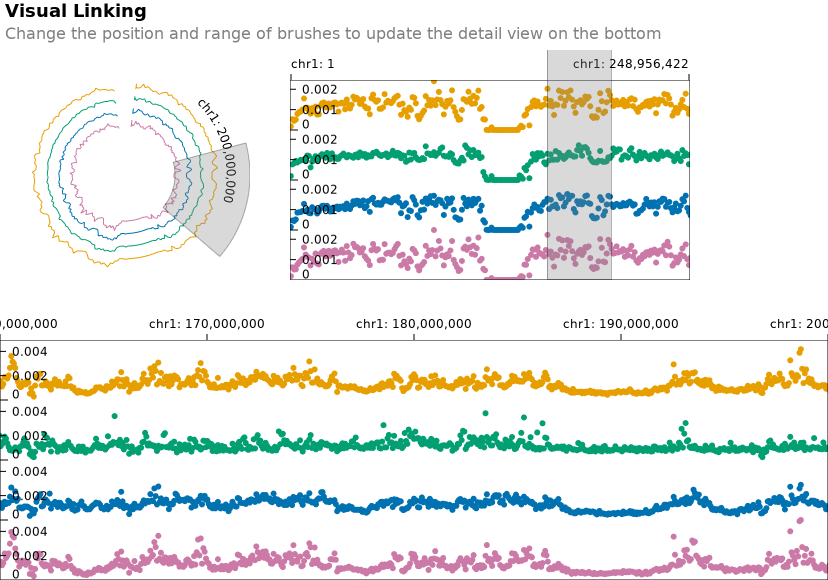 Visual Linking
Change the position and range of brushes to update the detail view on the bottom
chr1: 200,000,000
chr1: 1
chr1: 248,956,422
0.002
0.001
0
0.002
0.001
0
0.002
0.001
0
0.002
0.001
0
0,000,000
chr1: 170,000,000
chr1: 180,000,000
chr1: 190,000,000
chr1: 200
0.004
0.002
0
0.004
0.002
0
0.004
0.002
0
0.004
0.002
0